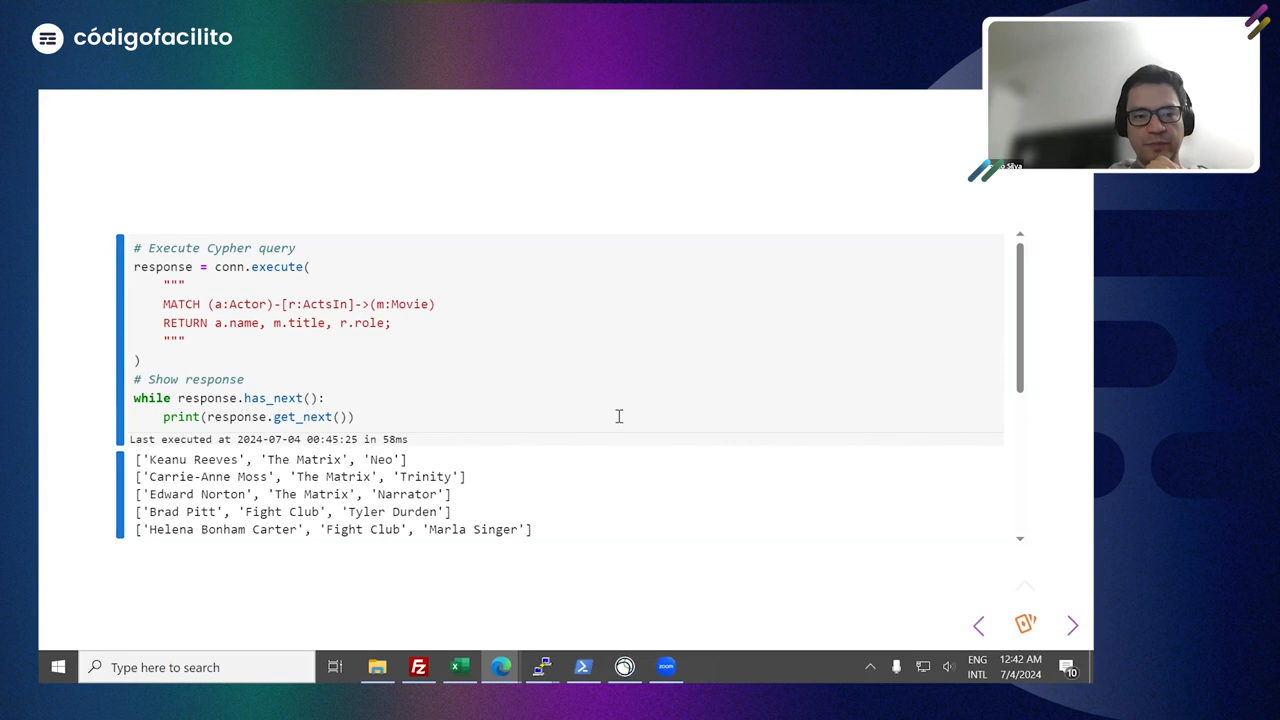 códigofacilito
Silva
# Execute Cypher query
response = conn.execute(
"""
MATCH (a:Actor)-[r:ActsIn]->(m:Movie)
RETURN a.name, m.title, r.role;
"""
)
# Show response
while response.has_next():
print(response.get_next())
Last executed at 2024-07-04 00:45:25 in 58ms
['Keanu Reeves', 'The Matrix', 'Neo']
['Carrie-Anne Moss', 'The Matrix', 'Trinity']
['Edward Norton', 'The Matrix', 'Narrator']
['Brad Pitt', 'Fight Club', 'Tyler Durden']
['Helena Bonham Carter', 'Fight Club', 'Marla Singer']
Type here to search
zoom
ENG
INTL
12:42 AM
7/4/2024
10